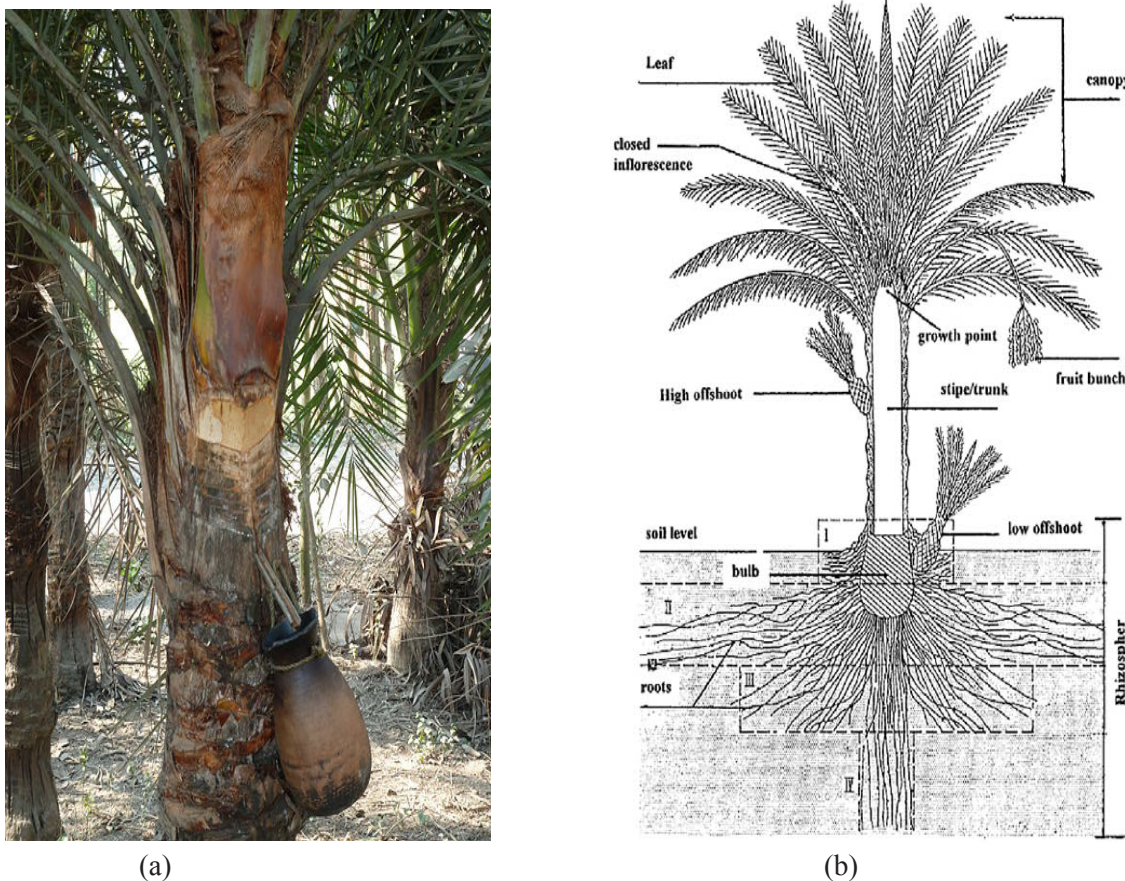 Leaf
canopy
closed
inflorescence
growth point
fruit bunch
High offshoot
stipe/trunk
I
soil level
low offshoot
bulb
II
roots
III
IV
Rhizospher
(a)
(b)